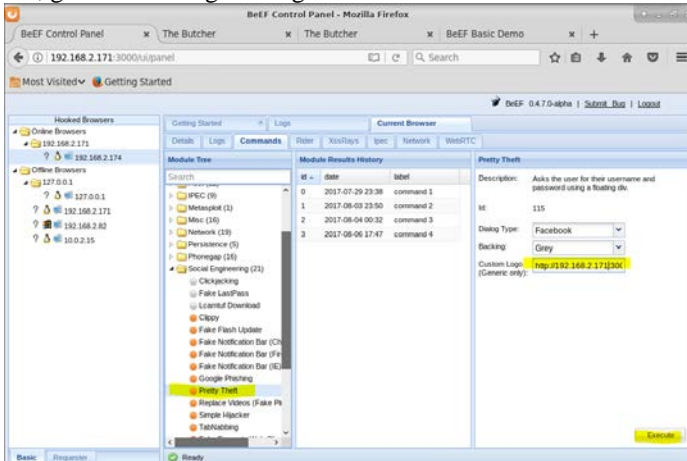 BeEF Control Panel - Mozilla Firefox
BeEF Control Panel × The Butcher × The Butcher × BeEF Basic Demo × +
192.168.2.171:3000/ui/panel Search
Most Visited Getting Started
BeEF 0.4.7.0-alpha | Submit Bug | Logout
Hooked Browsers
Online Browsers
192.168.2.171
? 192.168.2.174
Offline Browsers
127.0.0.1
? 127.0.0.1
? 192.168.2.171
? 192.168.2.82
? 10.0.2.15
Basic Requester
Getting Started × Logs Current Browser
Details Logs Commands Rider XssRays Ipec Network WebRTC
Module Tree
Search
IPEC (9)
Metasploit (1)
Misc (16)
Network (19)
Persistence (5)
Phonegap (16)
Social Engineering (21)
Clickjacking
Fake LastPass
Lcamtuf Download
Clippy
Fake Flash Update
Fake Notification Bar (Ch
Fake Notification Bar (Fir
Fake Notification Bar (IE)
Google Phishing
Pretty Theft
Replace Videos (Fake Pl
Simple Hijacker
TabNabbing
Module Results History
id date label
0 2017-07-29 23:38 command 1
1 2017-08-03 23:50 command 2
2 2017-08-04 00:32 command 3
3 2017-08-06 17:47 command 4
Pretty Theft
Description: Asks the user for their username and
password using a floating div.
Id: 115
Dialog Type: Facebook
Backing: Grey
Custom Logo
(Generic only): http://192.168.2.171:300
Execute
Ready